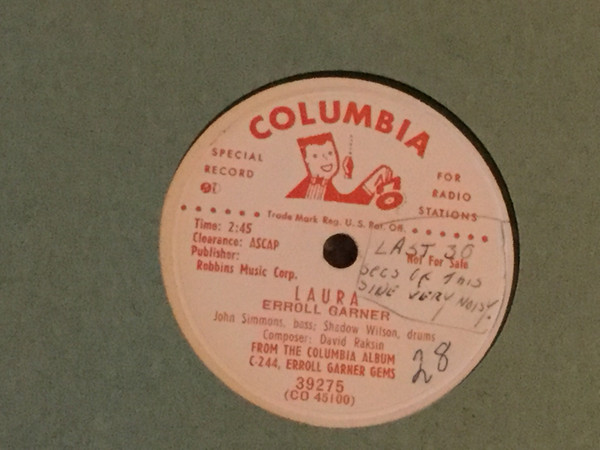 COLUMBIA
SPECIAL
RECORD
FOR
RADIO
STATIONS
Trade Mark Reg. U. S. Pat. Off.
Time: 2:45
Clearance: ASCAP
Publisher:
Robbins Music Corp.
Not For Sale
LAST 30
SECS OF THIS
SIDE VERY NOISY.
LAURA
ERROLL GARNER
John Simmons, bass; Shadow Wilson, drums
Composer: David Raksin
FROM THE COLUMBIA ALBUM
C-244, ERROLL GARNER GEMS
28
39275
(CO 45100)